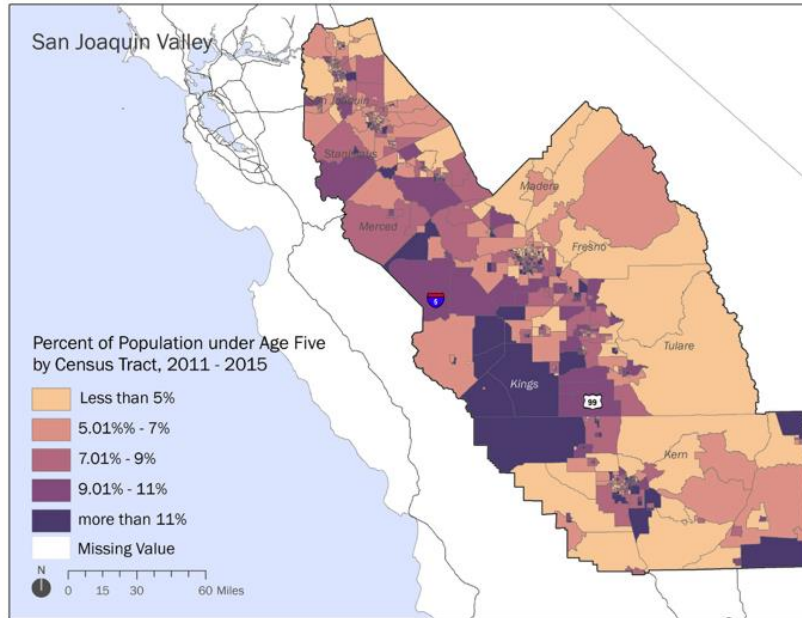 San Joaquin Valley
San Joaquin
Stanislaus
Madera
Merced
Fresno
5
Tulare
Kings
99
Kern
Percent of Population under Age Five
by Census Tract, 2011 - 2015
Less than 5%
5.01%% - 7%
7.01% - 9%
9.01% - 11%
more than 11%
Missing Value
N
0 15 30 60 Miles